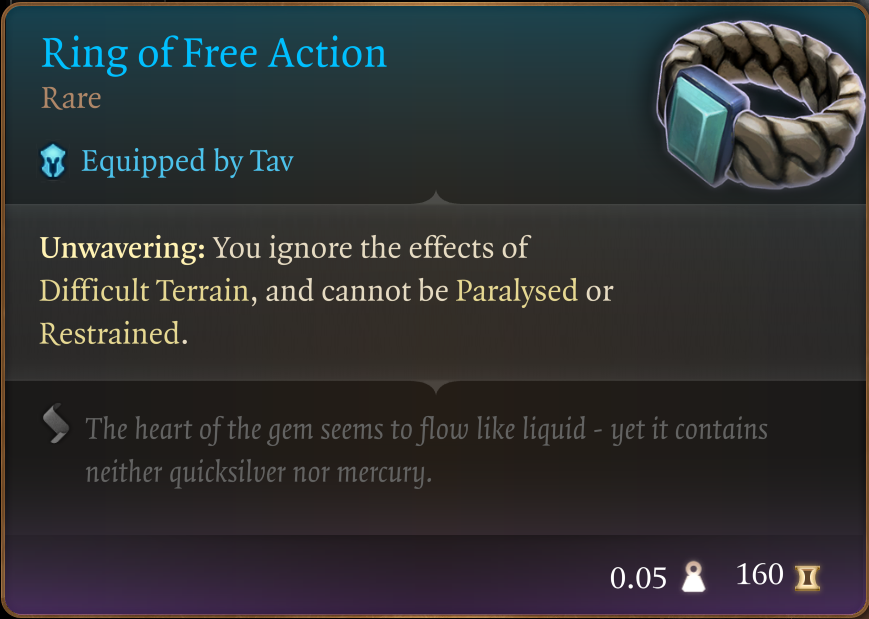 Ring of Free Action
Rare
Equipped by Tav
Unwavering: You ignore the effects of
Difficult Terrain, and cannot be Paralysed or
Restrained.
The heart of the gem seems to flow like liquid - yet it contains
neither quicksilver nor mercury.
0.05 160